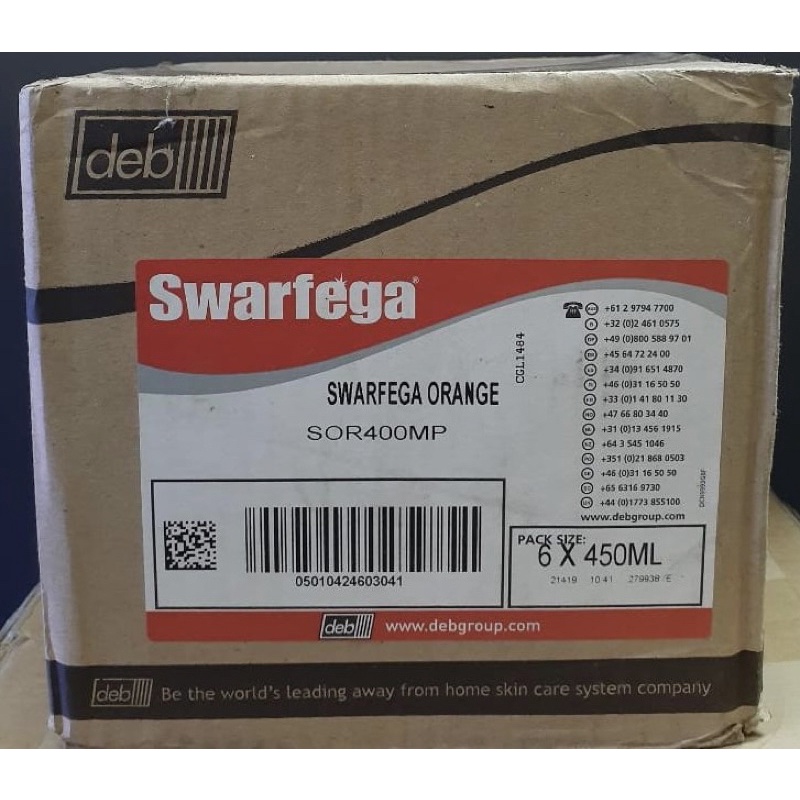 deb
Swarfega®
SWARFEGA ORANGE
SOR400MP
CGL1484
+61 2 9794 7700
+32 (0)2 461 0575
+49 (0)800 588 97 01
+45 64 72 24 00
+34 (0)91 651 4870
+46 (0)31 16 50 50
+33 (0)1 41 80 11 30
+47 66 80 34 40
+31 (0)13 456 1915
+64 3 545 1046
+351 (0)21 868 0503
+46 (0)31 16 50 50
+65 6316 9730
+44 (0)1773 855100
www.debgroup.com
05010424603041
PACK SIZE:
6 X 450ML
21419 10:41 279938 E
deb www.debgroup.com
deb Be the world's leading away from home skin care system company